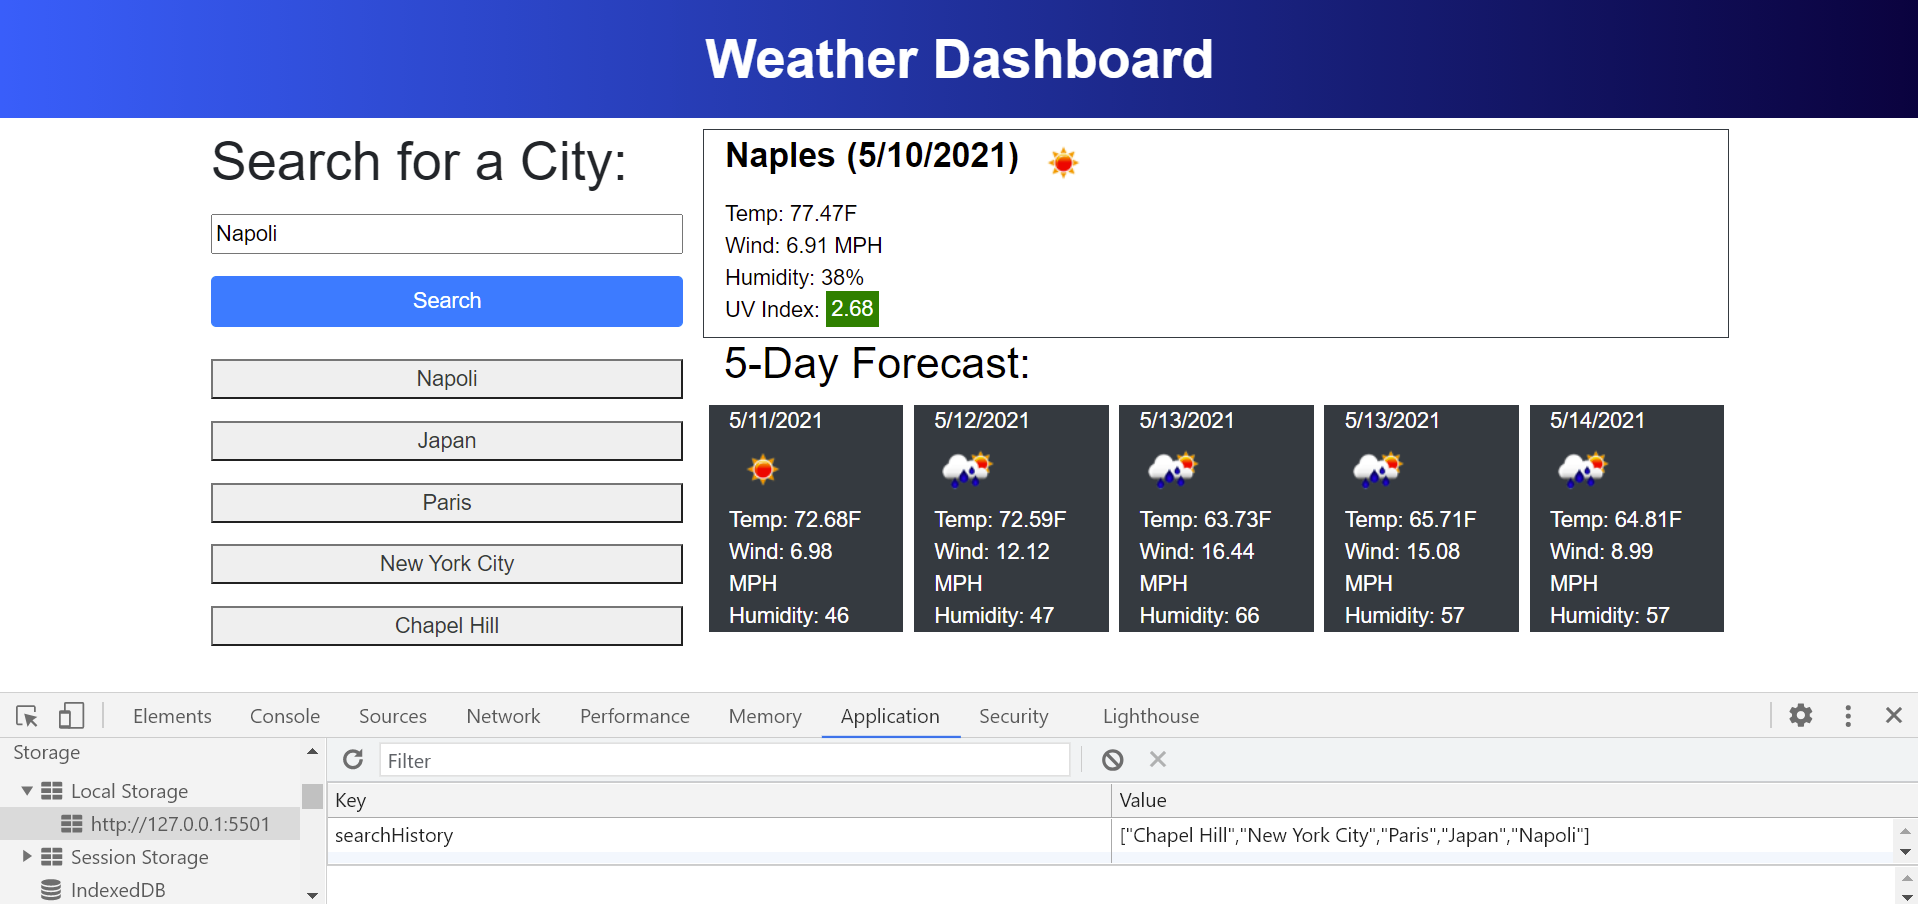 Weather Dashboard
Search for a City:
Napoli
Search
Napoli
Japan
Paris
New York City
Chapel Hill
Naples (5/10/2021)
Temp: 77.47F
Wind: 6.91 MPH
Humidity: 38%
UV Index: 2.68
5-Day Forecast:
5/11/2021
Temp: 72.68F
Wind: 6.98
MPH
Humidity: 46
5/12/2021
Temp: 72.59F
Wind: 12.12
MPH
Humidity: 47
5/13/2021
Temp: 63.73F
Wind: 16.44
MPH
Humidity: 66
5/13/2021
Temp: 65.71F
Wind: 15.08
MPH
Humidity: 57
5/14/2021
Temp: 64.81F
Wind: 8.99
MPH
Humidity: 57
Elements Console Sources Network Performance Memory Application Security Lighthouse
Storage
Local Storage
http://127.0.0.1:5501
Session Storage
IndexedDB
Filter
Key Value
searchHistory ["Chapel Hill","New York City","Paris","Japan","Napoli"]